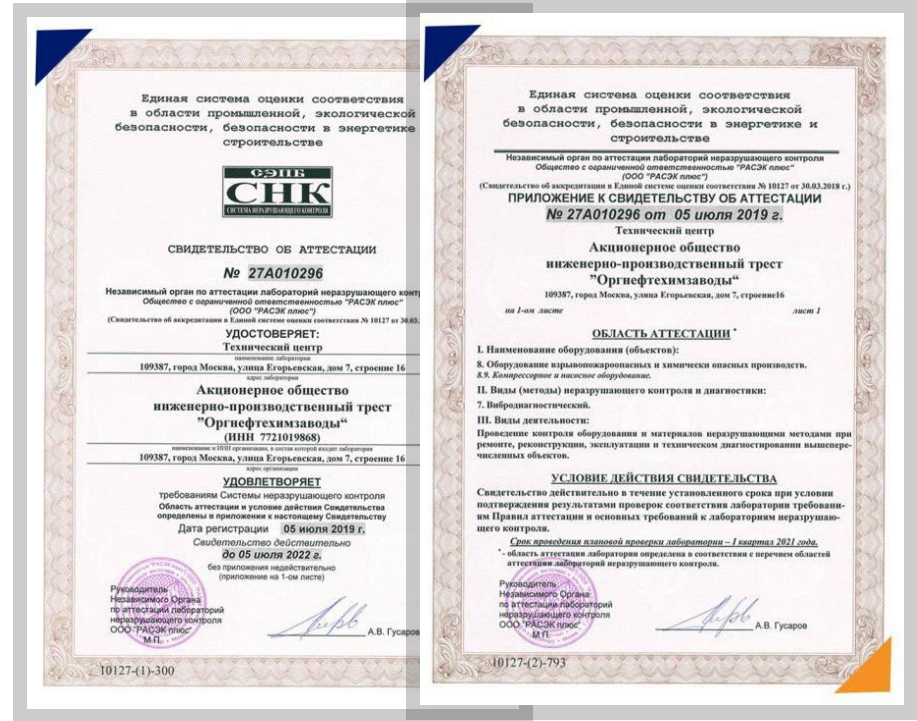 Единая система оценки соответствия
в области промышленной, экологической
безопасности, безопасности в энергетике
строительстве
СЭПБ
СНК
СИСТЕМА НЕРАЗРУШАЮЩЕГО КОНТРОЛЯ
СВИДЕТЕЛЬСТВО ОБ АТТЕСТАЦИИ
№ 27А010296
Независимый орган по аттестации лабораторий неразрушающего
Общество с ограниченной ответственностью "РАСЭК плюс"
(ООО "РАСЭК плюс")
(Свидетельство об аккредитации в Единой системе оценки соответствия № 10127 от 30.03.
УДОСТОВЕРЯЕТ:
Технический центр
наименование лаборатории
109387, город Москва, улица Егорьевская, дом 7, строение 16
адрес лаборатории
Акционерное общество
инженерно-производственный трест
”Оргнефтехимзаводы“
(ИНН 7721019868)
наименование и ИНН организации, в состав которой входит лаборатория
109387, город Москва, улица Егорьевская, дом 7, строение 16
адрес организации
УДОВЛЕТВОРЯЕТ
требованиям Системы неразрушающего контроля
Область аттестации и условие действия Свидетельства
определены в приложении к настоящему Свидетельству
Дата регистрации 05 июля 2019 г.
Свидетельство действительно
до 05 июля 2022 г.
без приложения недействительно
(приложение на 1-ом листе)
Руководитель
Независимого Органа
по аттестации лабораторий
неразрушающего контроля
ООО "РАСЭК плюс"
М.П.
А.В. Гусаров
10127-(1)-300
Единая система оценки соответствия
в области промышленной, экологической
безопасности, безопасности в энергетике и
строительстве
Независимый орган по аттестации лабораторий неразрушающего контроля
Общество с ограниченной ответственностью "РАСЭК плюс"
(ООО "РАСЭК плюс")
(Свидетельство об аккредитации в Единой системе оценки соответствия № 10127 от 30.03.2018 г.)
ПРИЛОЖЕНИЕ К СВИДЕТЕЛЬСТВУ ОБ АТТЕСТАЦИИ
№ 27А010296 от 05 июля 2019 г.
Технический центр
Акционерное общество
инженерно-производственный трест
”Оргнефтехимзаводы“
109387, город Москва, улица Егорьевская, дом 7, строение16
на 1-ом листе лист 1
ОБЛАСТЬ АТТЕСТАЦИИ *
I. Наименование оборудования (объектов):
8. Оборудование взрывопожароопасных и химически опасных производств.
8.9. Компрессорное и насосное оборудование.
II. Виды (методы) неразрушающего контроля и диагностики:
7. Вибродиагностический.
III. Виды деятельности:
Проведение контроля оборудования и материалов неразрушающими методами при
ремонте, реконструкции, эксплуатации и техническом диагностировании вышепере-
численных объектов.
УСЛОВИЕ ДЕЙСТВИЯ СВИДЕТЕЛЬСТВА
Свидетельство действительно в течение установленного срока при условии
подтверждения результатами проверок соответствия лаборатории требовани-
ям Правил аттестации и основных требований к лабораториям неразрушаю-
щего контроля.
Срок проведения плановой проверки лаборатории – I квартал 2021 года.
* - область аттестации лаборатории определена в соответствии с перечнем областей
аттестации лабораторий неразрушающего контроля.
Руководитель
Независимого Органа
по аттестации лабораторий
неразрушающего контроля
ООО "РАСЭК плюс"
М.П.
А.В. Гусаров
10127-(2)-793